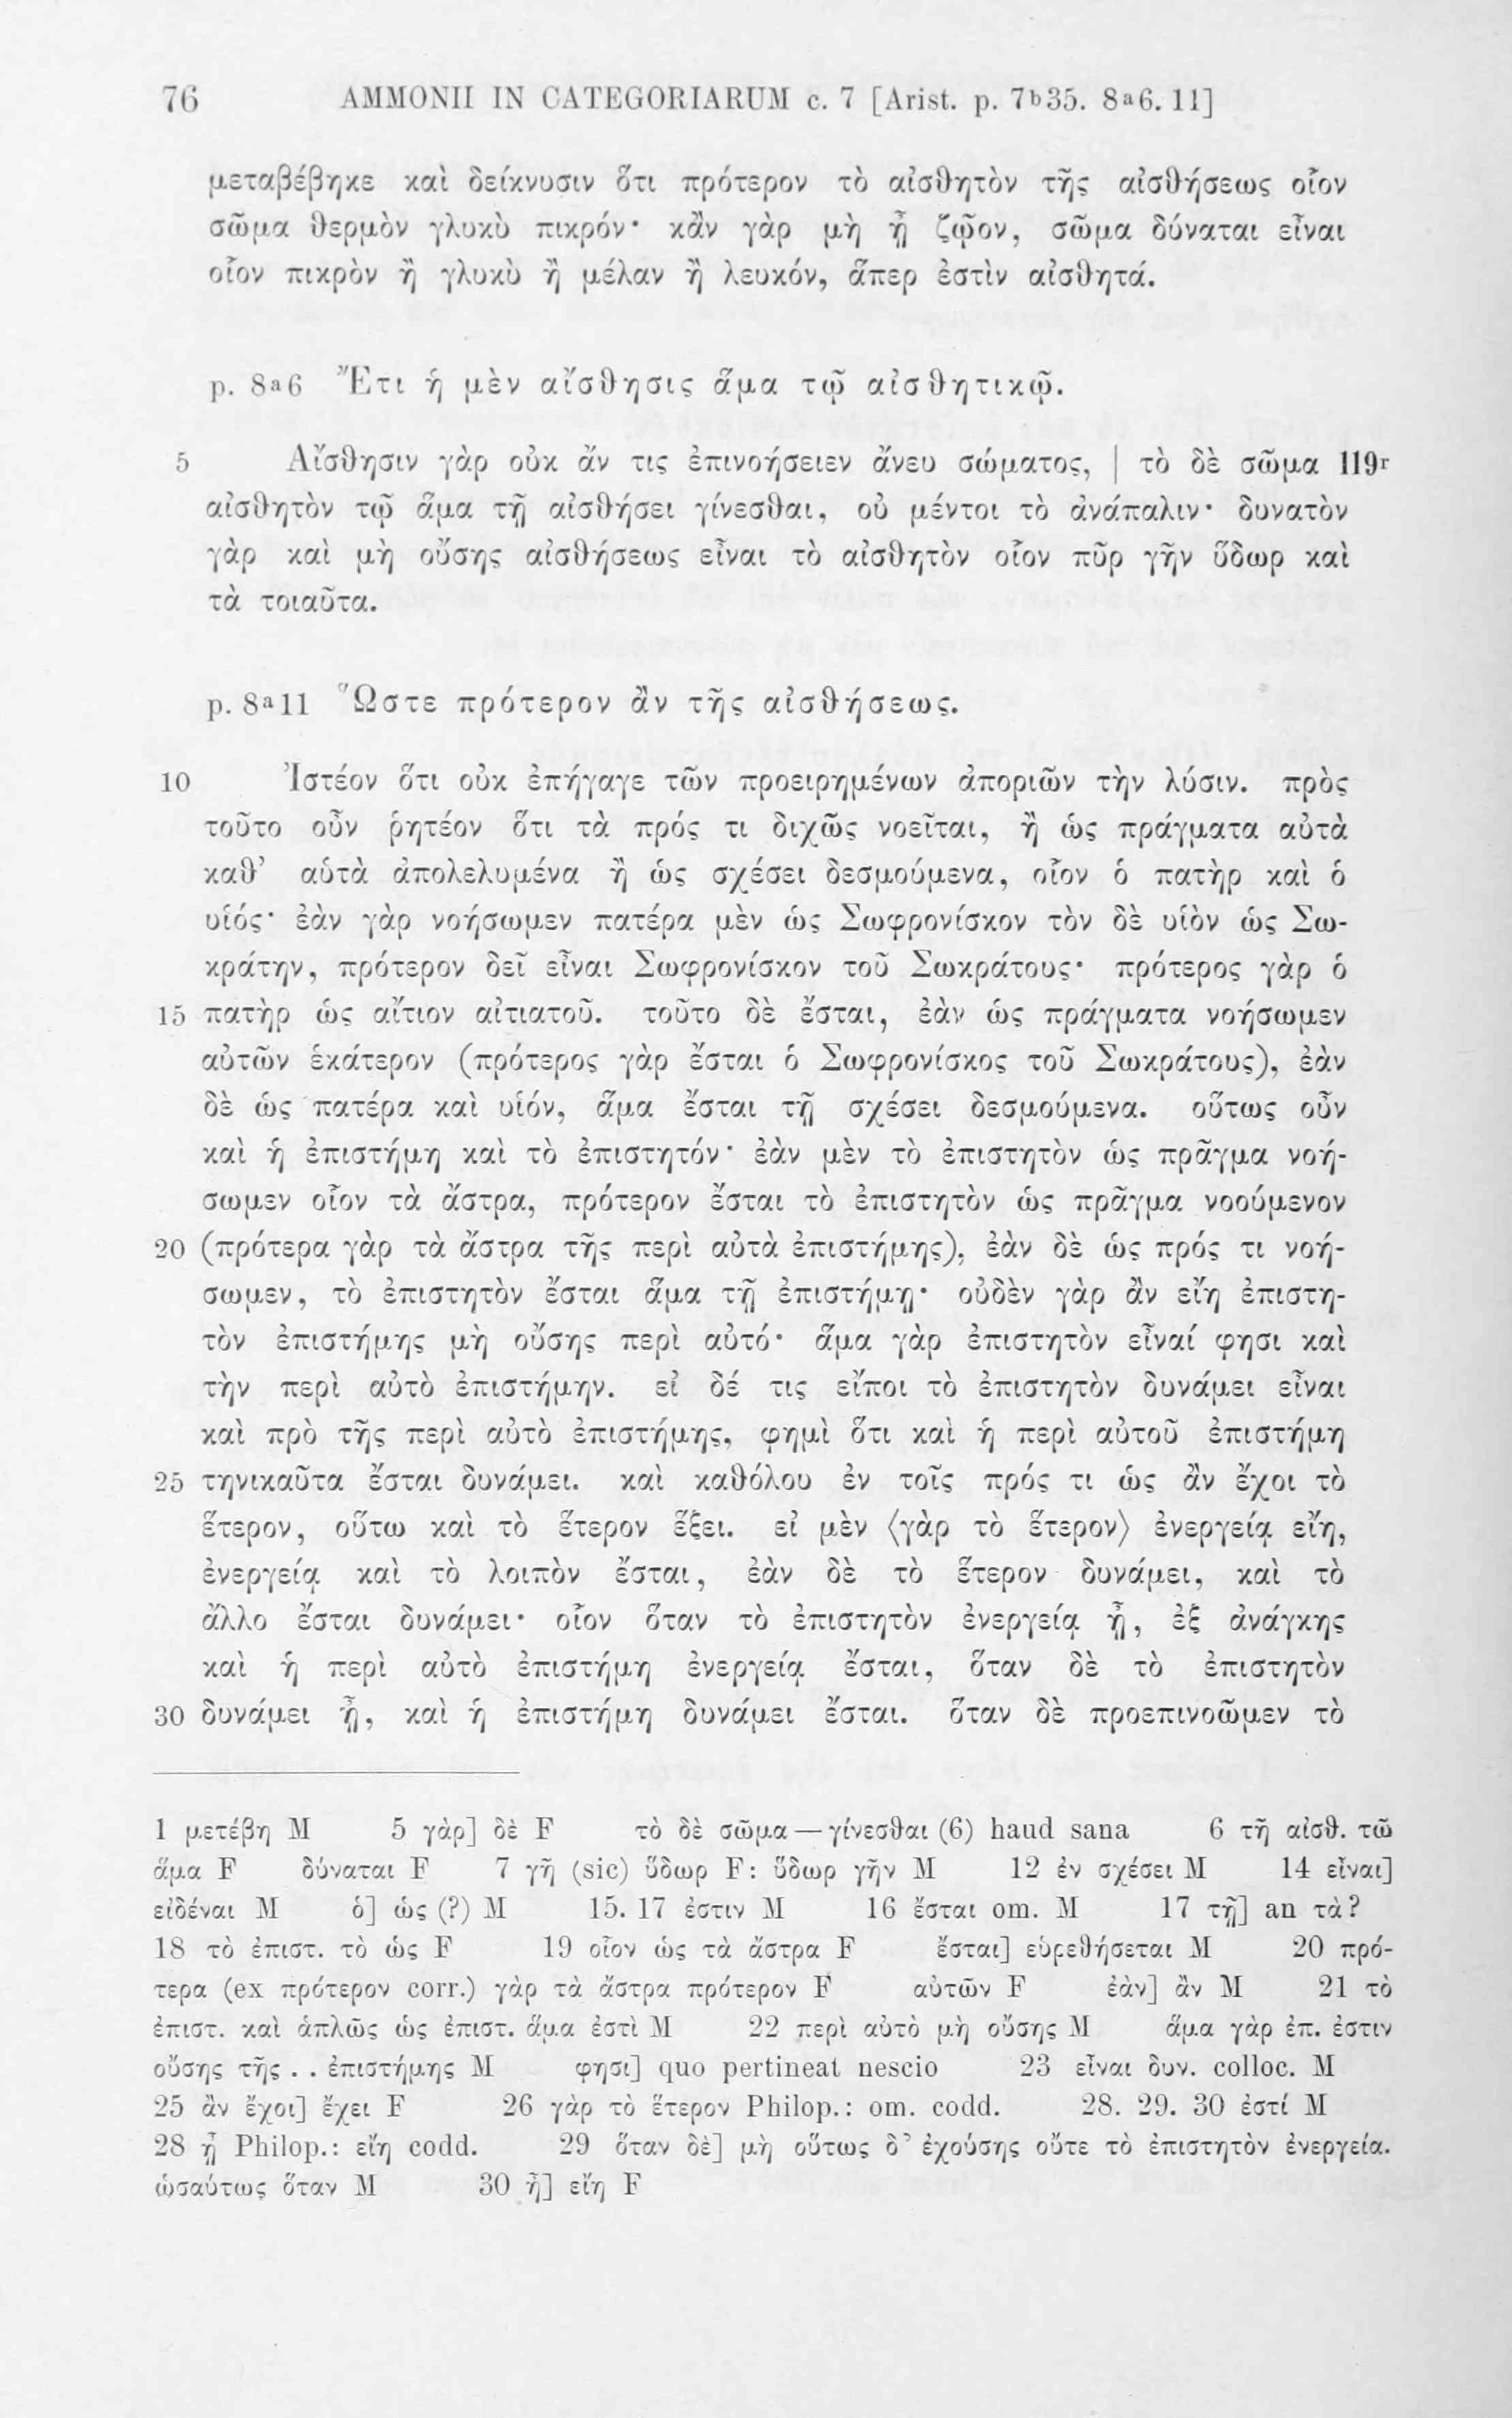 76 AMMONII IN CATEGORIARUM c. 7 [Arist. p. 7b35. 8a6. 11]
μεταβέβηκε καὶ δείκνυσιν ὅτι πρότερον τὸ αἰσθητὸν τῆς αἰσθήσεως οἷον
σῶμα θερμὸν γλυκὺ πικρόν· κἂν γὰρ μὴ ᾖ ζῷον, σῶμα δύναται εἶναι
οἷον πικρὸν ἢ γλυκὺ ἢ μέλαν ἢ λευκόν, ἅπερ ἐστὶν αἰσθητά.
p. 8a6 Ἔτι ἡ μὲν αἴσθησις ἅμα τῷ αἰσθητικῷ.
5 Αἴσθησιν γὰρ οὐκ ἄν τις ἐπινοήσειεν ἄνευ σώματος, | τὸ δὲ σῶμα 119r
αἰσθητὸν τῷ ἅμα τῇ αἰσθήσει γίνεσθαι, οὐ μέντοι τὸ ἀνάπαλιν· δυνατὸν
γὰρ καὶ μὴ οὔσης αἰσθήσεως εἶναι τὸ αἰσθητὸν οἷον πῦρ γῆν ὕδωρ καὶ
τὰ τοιαῦτα.
p. 8a11 Ὥστε πρότερον ἂν τῆς αἰσθήσεως.
10 Ἰστέον ὅτι οὐκ ἐπήγαγε τῶν προειρημένων ἀποριῶν τὴν λύσιν. πρὸς
τοῦτο οὖν ῥητέον ὅτι τὰ πρός τι διχῶς νοεῖται, ἢ ὡς πράγματα αὐτὰ
καθ’ αὑτὰ ἀπολελυμένα ἢ ὡς σχέσει δεσμούμενα, οἷον ὁ πατὴρ καὶ ὁ
υἱός· ἐὰν γὰρ νοήσωμεν πατέρα μὲν ὡς Σωφρονίσκον τὸν δὲ υἱὸν ὡς Σω-
κράτην, πρότερον δεῖ εἶναι Σωφρονίσκον τοῦ Σωκράτους· πρότερος γὰρ ὁ
15 πατὴρ ὡς αἴτιον αἰτιατοῦ. τοῦτο δὲ ἔσται, ἐὰν ὡς πράγματα νοήσωμεν
αὐτῶν ἑκάτερον (πρότερος γὰρ ἔσται ὁ Σωφρονίσκος τοῦ Σωκράτους), ἐὰν
δὲ ὡς πατέρα καὶ υἱόν, ἅμα ἔσται τῇ σχέσει δεσμούμενα. οὕτως οὖν
καὶ ἡ ἐπιστήμη καὶ τὸ ἐπιστητόν· ἐὰν μὲν τὸ ἐπιστητὸν ὡς πρᾶγμα νοή-
σωμεν οἷον τὰ ἄστρα, πρότερον ἔσται τὸ ἐπιστητὸν ὡς πρᾶγμα νοούμενον
20 (πρότερα γὰρ τὰ ἄστρα τῆς περὶ αὐτὰ ἐπιστήμης), ἐὰν δὲ ὡς πρός τι νοή-
σωμεν, τὸ ἐπιστητὸν ἔσται ἅμα τῇ ἐπιστήμῃ· οὐδὲν γὰρ ἂν εἴη ἐπιστη-
τὸν ἐπιστήμης μὴ οὔσης περὶ αὐτό· ἅμα γὰρ ἐπιστητὸν εἶναί φησι καὶ
τὴν περὶ αὐτὸ ἐπιστήμην. εἰ δέ τις εἴποι τὸ ἐπιστητὸν δυνάμει εἶναι
καὶ πρὸ τῆς περὶ αὐτὸ ἐπιστήμης, φημὶ ὅτι καὶ ἡ περὶ αὐτοῦ ἐπιστήμη
25 τηνικαῦτα ἔσται δυνάμει. καὶ καθόλου ἐν τοῖς πρός τι ὡς ἂν ἔχοι τὸ
ἕτερον, οὕτω καὶ τὸ ἕτερον ἕξει. εἰ μὲν ⟨γὰρ τὸ ἕτερον⟩ ἐνεργείᾳ εἴη,
ἐνεργείᾳ καὶ τὸ λοιπὸν ἔσται, ἐὰν δὲ τὸ ἕτερον δυνάμει, καὶ τὸ
ἄλλο ἔσται δυνάμει· οἷον ὅταν τὸ ἐπιστητὸν ἐνεργείᾳ ᾖ, ἐξ ἀνάγκης
καὶ ἡ περὶ αὐτὸ ἐπιστήμη ἐνεργείᾳ ἔσται, ὅταν δὲ τὸ ἐπιστητὸν
30 δυνάμει ᾖ, καὶ ἡ ἐπιστήμη δυνάμει ἔσται. ὅταν δὲ προεπινοῶμεν τὸ
1 μετέβη M 5 γὰρ] δὲ F τὸ δὲ σῶμα — γίνεσθαι (6) haud sana 6 τῇ αἰσθ. τῶ
ἅμα F δύναται F 7 γῆ (sic) ὕδωρ F: ὕδωρ γῆν M 12 ἐν σχέσει M 14 εἶναι]
εἰδέναι M ὁ] ὡς (?) M 15. 17 ἐστιν M 16 ἔσται om. M 17 τῇ] an τὰ?
18 τὸ ἐπιστ. τὸ ὡς F 19 οἷον ὡς τὰ ἄστρα F ἔσται] εὑρεθήσεται M 20 πρό-
τερα (ex πρότερον corr.) γὰρ τὰ ἄστρα πρότερον F αὐτῶν F ἐὰν] ἂν M 21 τὸ
ἐπιστ. καὶ ἁπλῶς ὡς ἐπιστ. ἅμα ἐστὶ M 22 περὶ αὐτὸ μὴ οὔσης M ἅμα γὰρ ἐπ. ἐστιν
οὔσης τῆς . . ἐπιστήμης M φησι] quo pertineat nescio 23 εἶναι δυν. colloc. M
25 ἂν ἔχοι] ἔχει F 26 γὰρ τὸ ἕτερον Philop.: om. codd. 28. 29. 30 ἐστί M
28 ᾖ Philop.: εἴη codd. 29 ὅταν δὲ] μὴ οὕτως δ’ ἐχούσης οὔτε τὸ ἐπιστητὸν ἐνεργείᾳ.
ὡσαύτως ὅταν M 30 ᾖ] εἴη F